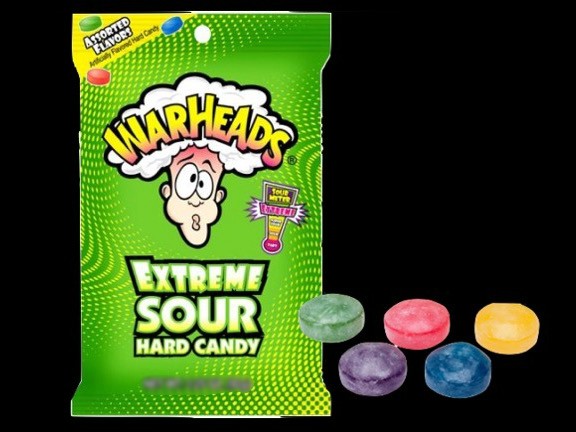 ASSORTED
FLAVORS
Artificially Flavored Hard Candy
WARHEADS®
SOUR
METER
EXTREME
EXTREME
SOUR
HARD CANDY